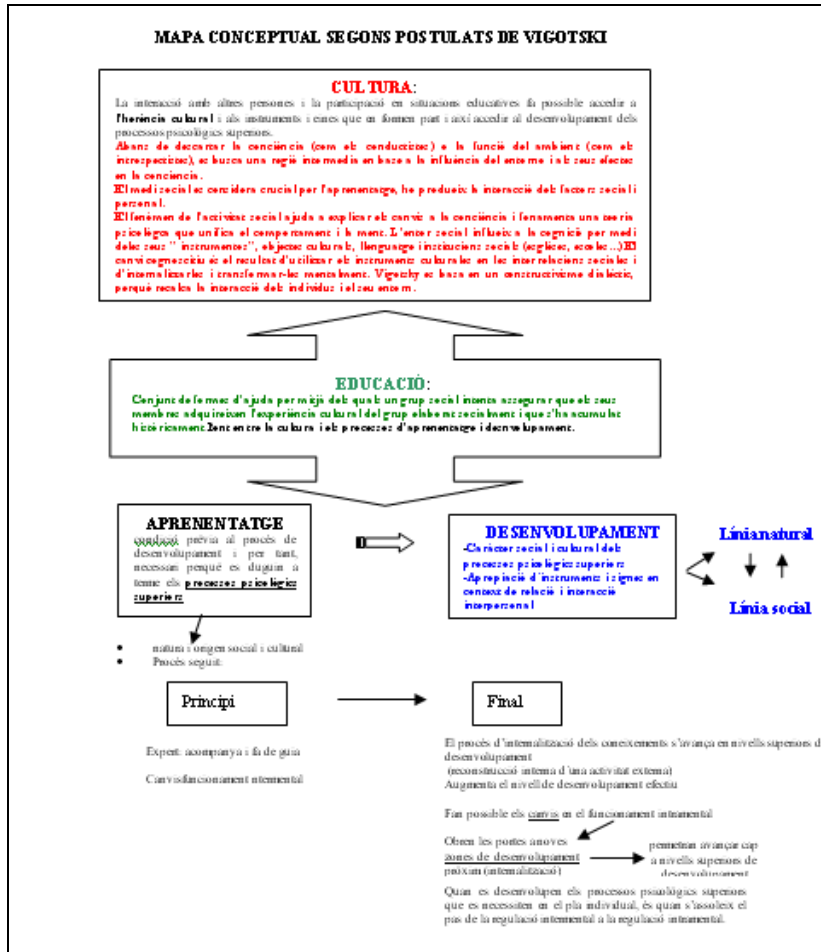 MAPA CONCEPTUAL SEGONS POSTULATS DE VIGOTSKI
CULTURA:
La interacció amb altres persones i la participació en situacions educatives fa possible accedir a
l'herència cultural i als instruments i eines que en formen part i així accedir al desenvolupament dels
processos psicològics superiors.
Abans de descartar la conciència (com els conductistes) o la funció del ambient (com els
introspectistes), es busca una regió intermedia en base a la influència del entorno i als seus efectes
en la conciencia.
El medi social es considera crucial per l'aprenentatge, ho produeix la interacció dels factors social i
personal.
El fenómen de l'activitat social ajuda a explicar els canvis a la conciència i fonamenta una teoria
psicològica que unifica el comportament i la ment. L'entor social influeix a la cognició per medi
dels seus " instruments", objectes culturals, llenguatge i institucions socials (esglèsies, escoles...) El
canvi cognoscitiu és el resultat d'utilitzar els instruments culturales en les inter relacions socials i
d'internalitzar-les i transformar-les mentalment. Vigotsky es basa en un constructivisme dialèctic,
perquè recalca la interacció dels individus i el seu entorn.
EDUCACIÓ:
Conjunt de formes d'ajuda per mitjà dels quals un grup social intenta assegurar que els seus
membres adquireixen l'experiència cultural del grup elaborat socialment i que s'ha acumulat
històricament. Pont entre la cultura i els processos d'aprenentatge i desenvolupament.
APRENENTATGE
condició prèvia al procès de
desenvolupament i per tant,
necessari perquè es duguin a
terme els processos psicològics
superiors
DESENVOLUPAMENT
-Caràcter social i cultural dels
processos psicològics superiors
-Apropiació d'instruments i signes en
context de relació i interacció
interpersonal
Línia natural
Línia social
• natura i origen social i cultural
• Procés seguit:
Principi
Final
Expert: acompanya i fa de guia
Canvis funcionament intermental
El procès d'internalització dels coneixements s'avança en nivells superiors d
desenvolupament
(reconstrucció interna d'una activitat externa)
Augmenta el nivell de desenvolupament efectiu
Fan possible els canvis en el funcionament intramental
Obren les portes a noves
zones de desenvolupament
pròxim (internalització)
permetran avançar cap
a nivells superiors de
desenvolupament
Quan es desenvolupen els processos psicològics superiors
que es necessiten en el pla individual, és quan s'assoleix el
pas de la regulació intermental a la regulació intramental.